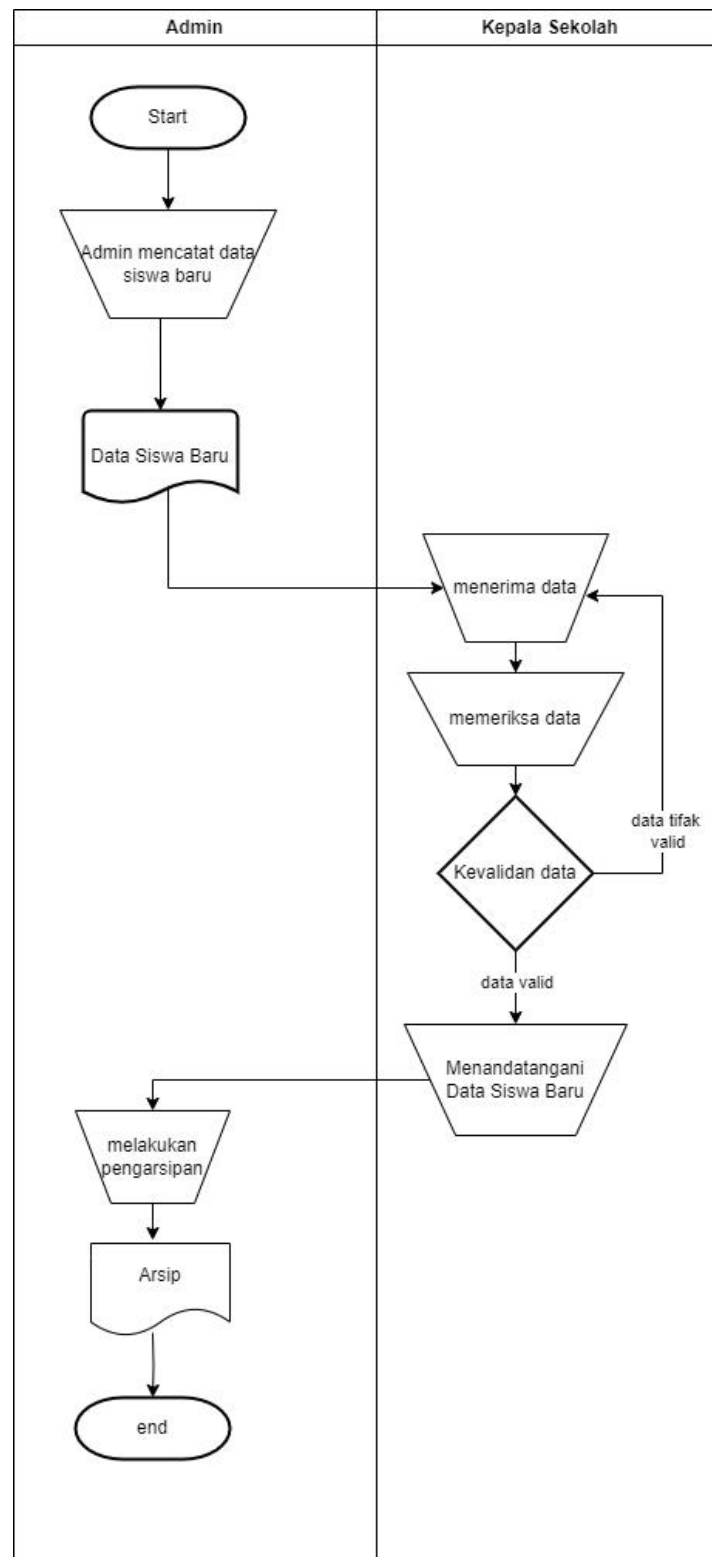 Admin
Kepala Sekolah
Start
Admin mencatat data
siswa baru
Data Siswa Baru
menerima data
memeriksa data
Kevalidan data
data tifak
valid
data valid
Menandatangani
Data Siswa Baru
melakukan
pengarsipan
Arsip
end